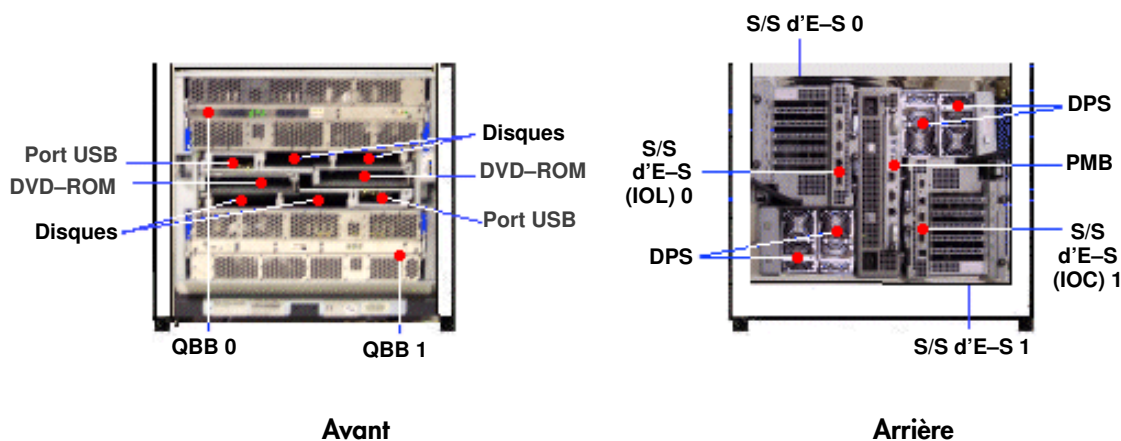 S/S d'E–S 0
Disques
Port USB
DVD–ROM
DVD–ROM
Port USB
Disques
QBB 0
QBB 1
DPS
S/S
d'E–S
(IOL) 0
PMB
DPS
S/S
d'E–S
(IOC) 1
S/S d'E–S 1
Avant
Arrière